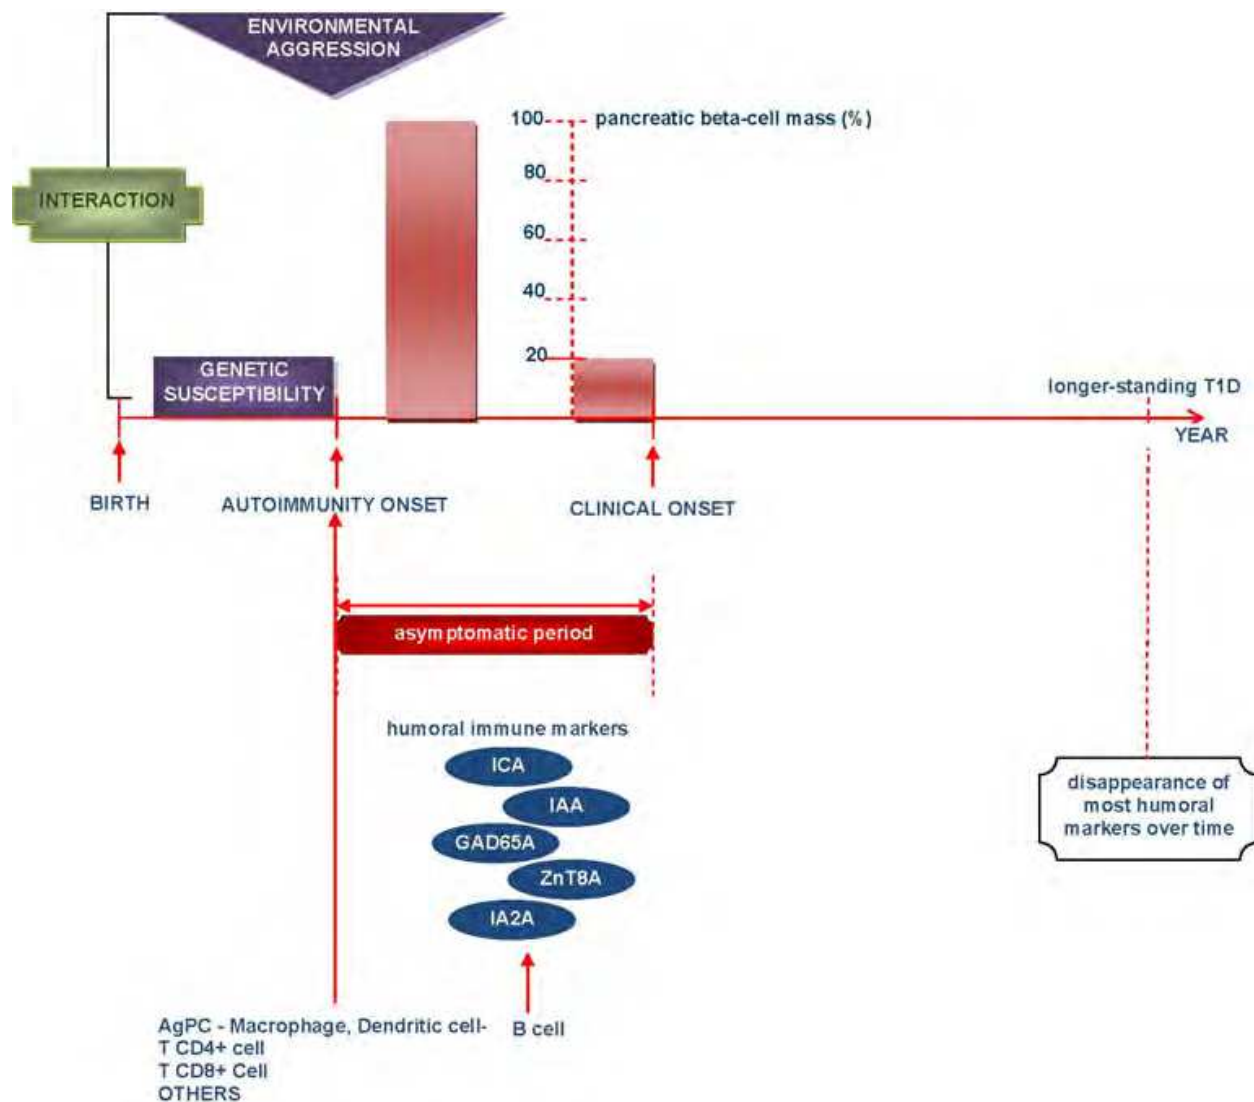 ENVIRONMENTAL
AGGRESSION
100
pancreatic beta-cell mass (%)
80
INTERACTION
60
40
20
GENETIC
SUSCEPTIBILITY
longer-standing T1D
YEAR
BIRTH
AUTOIMMUNITY ONSET
CLINICAL ONSET
asymptomatic period
humoral immune markers
ICA
IAA
GAD65A
ZnT8A
IA2A
disappearance of
most humoral
markers over time
AgPC - Macrophage, Dendritic cell-
T CD4+ cell
T CD8+ Cell
OTHERS
B cell